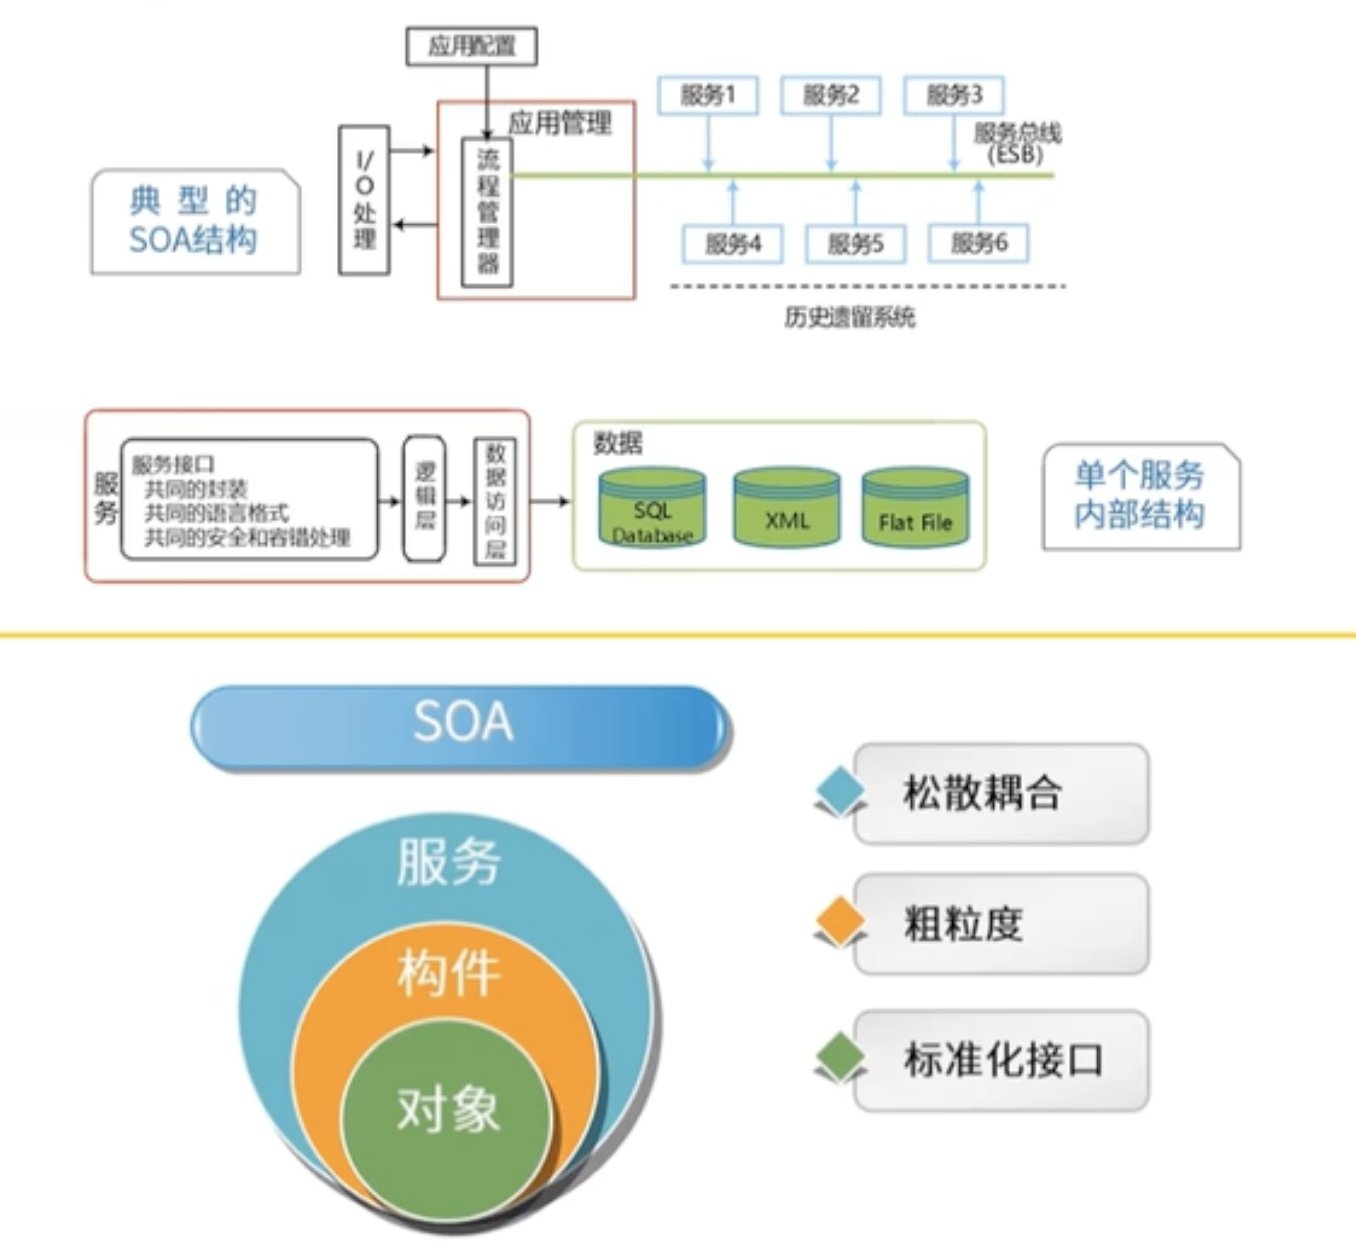 应用配置
应用管理
I/O处理
流程管理器
典型的
SOA结构
服务1
服务2
服务3
服务总线
(ESB)
服务4
服务5
服务6
历史遗留系统
服务
服务接口
共同的封装
共同的语言格式
共同的安全和容错处理
逻辑层
数据访问层
数据
SQL
Database
XML
Flat File
单个服务
内部结构
SOA
服务
构件
对象
松散耦合
粗粒度
标准化接口